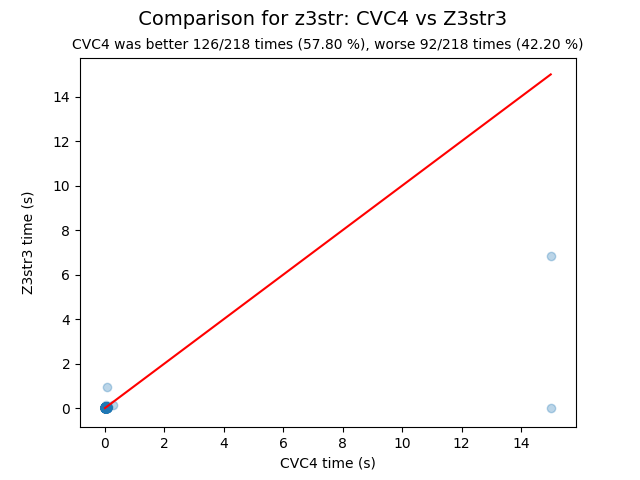 Comparison for z3str: CVC4 vs Z3str3
CVC4 was better 126/218 times (57.80 %), worse 92/218 times (42.20 %)
14
12
10
8
6
4
2
0
Z3str3 time (s)
0 2 4 6 8 10 12 14
CVC4 time (s)